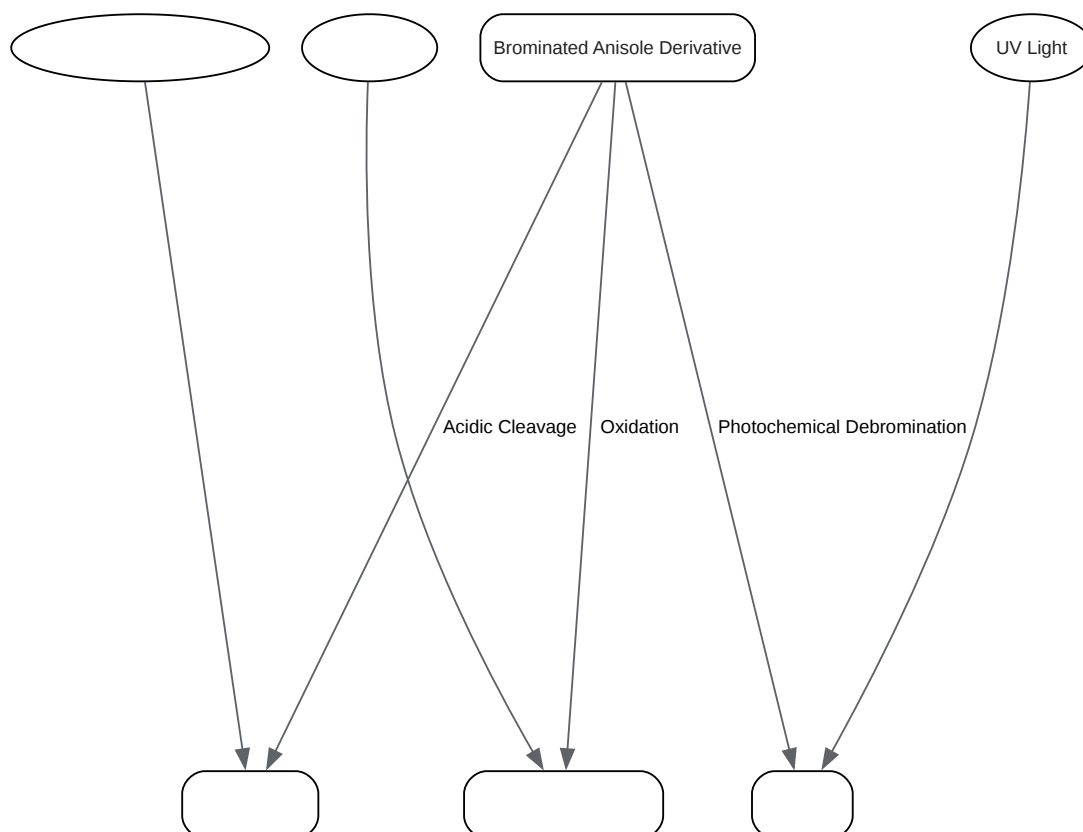 Brominated Anisole Derivative
UV Light
Acidic Cleavage
Oxidation
Photochemical Debromination